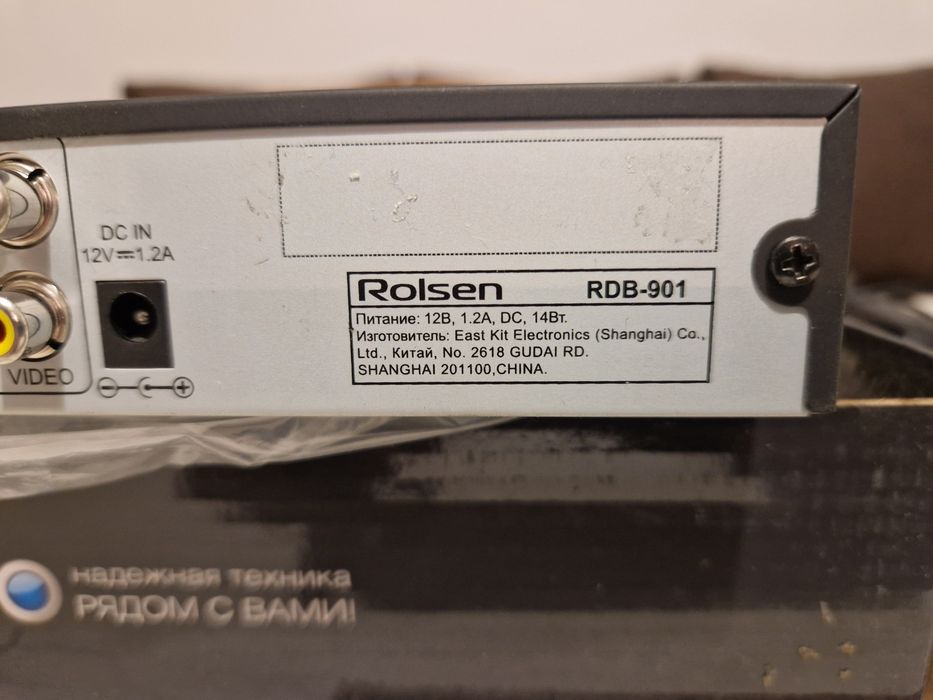 DC IN
12V⎓1.2A
VIDEO
Rolsen RDB-901
Питание: 12В, 1.2А, DC, 14Вт.
Изготовитель: East Kit Electronics (Shanghai) Co.,
Ltd., Китай, No. 2618 GUDAI RD.
SHANGHAI 201100,CHINA.
надежная техника
РЯДОМ С ВАМИ!